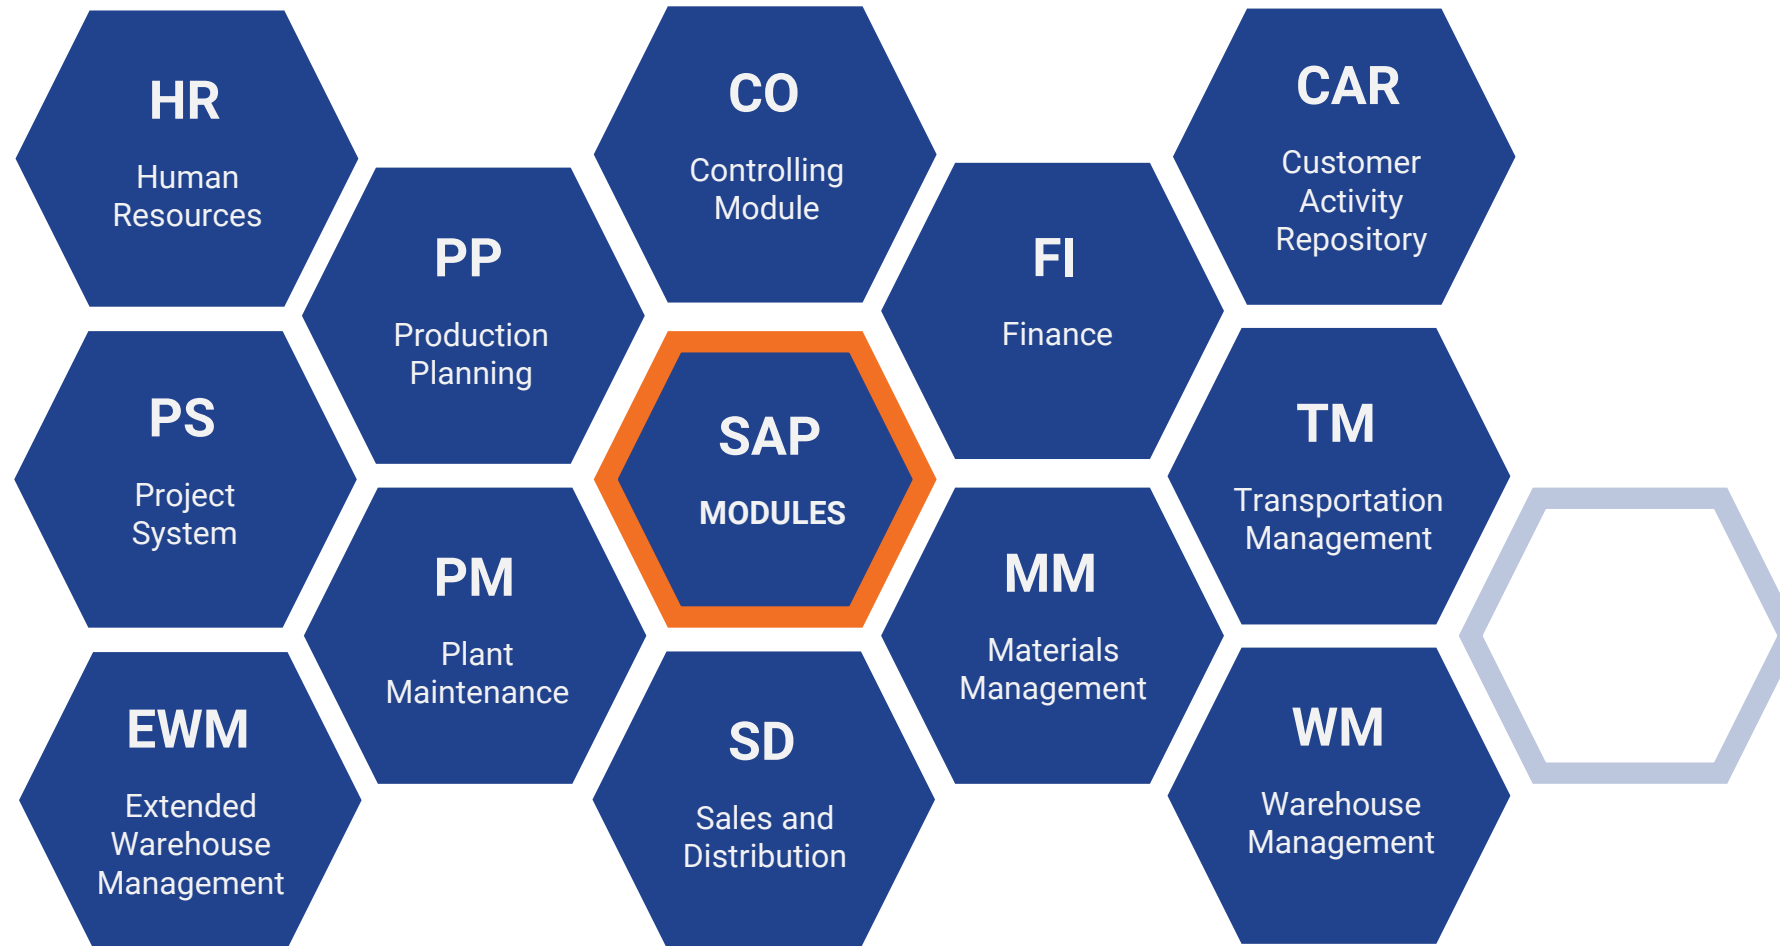 HR
Human
Resources
CO
Controlling
Module
CAR
Customer
Activity
Repository
PP
Production
Planning
FI
Finance
PS
Project
System
SAP
MODULES
TM
Transportation
Management
PM
Plant
Maintenance
MM
Materials
Management
EWM
Extended
Warehouse
Management
SD
Sales and
Distribution
WM
Warehouse
Management